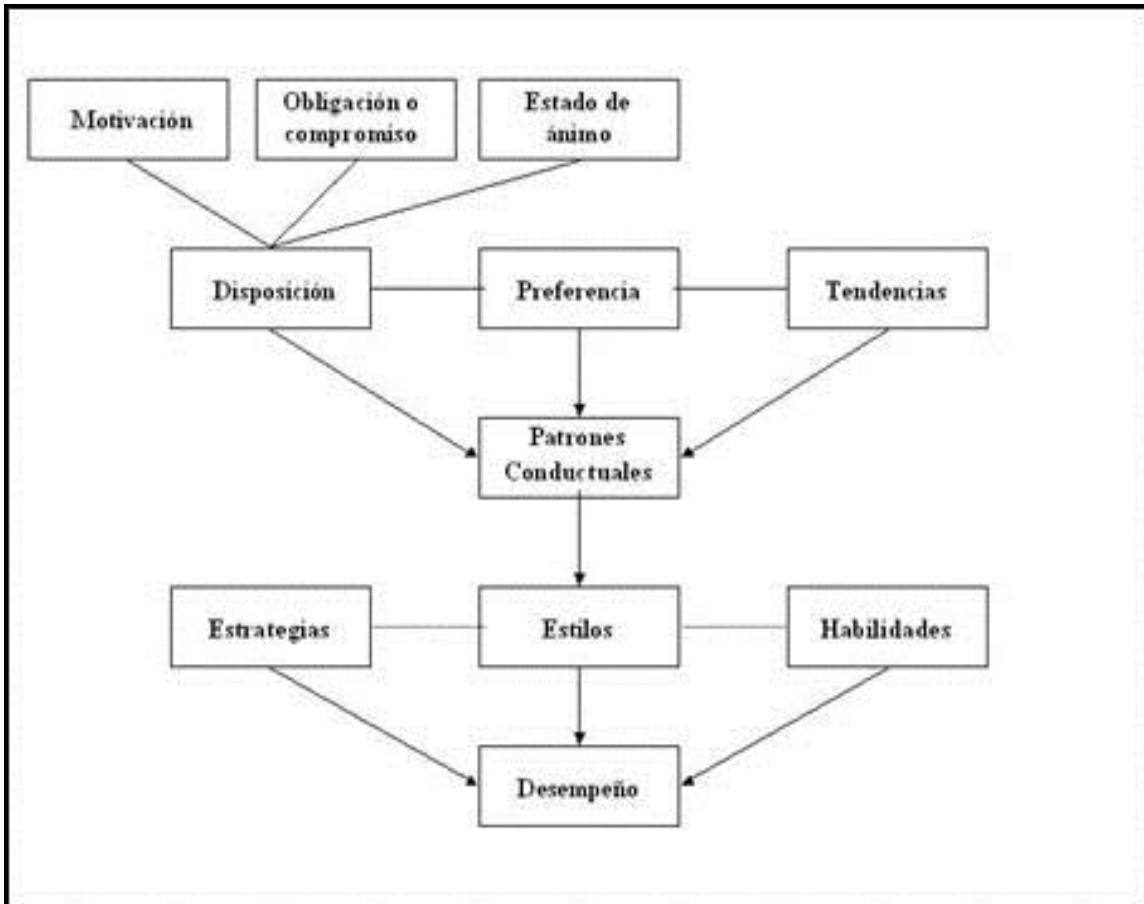 Motivación
Obligación o
compromiso
Estado de
ánimo
Disposición
Preferencia
Tendencias
Patrones
Conductuales
Estrategias
Estilos
Habilidades
Desempeño